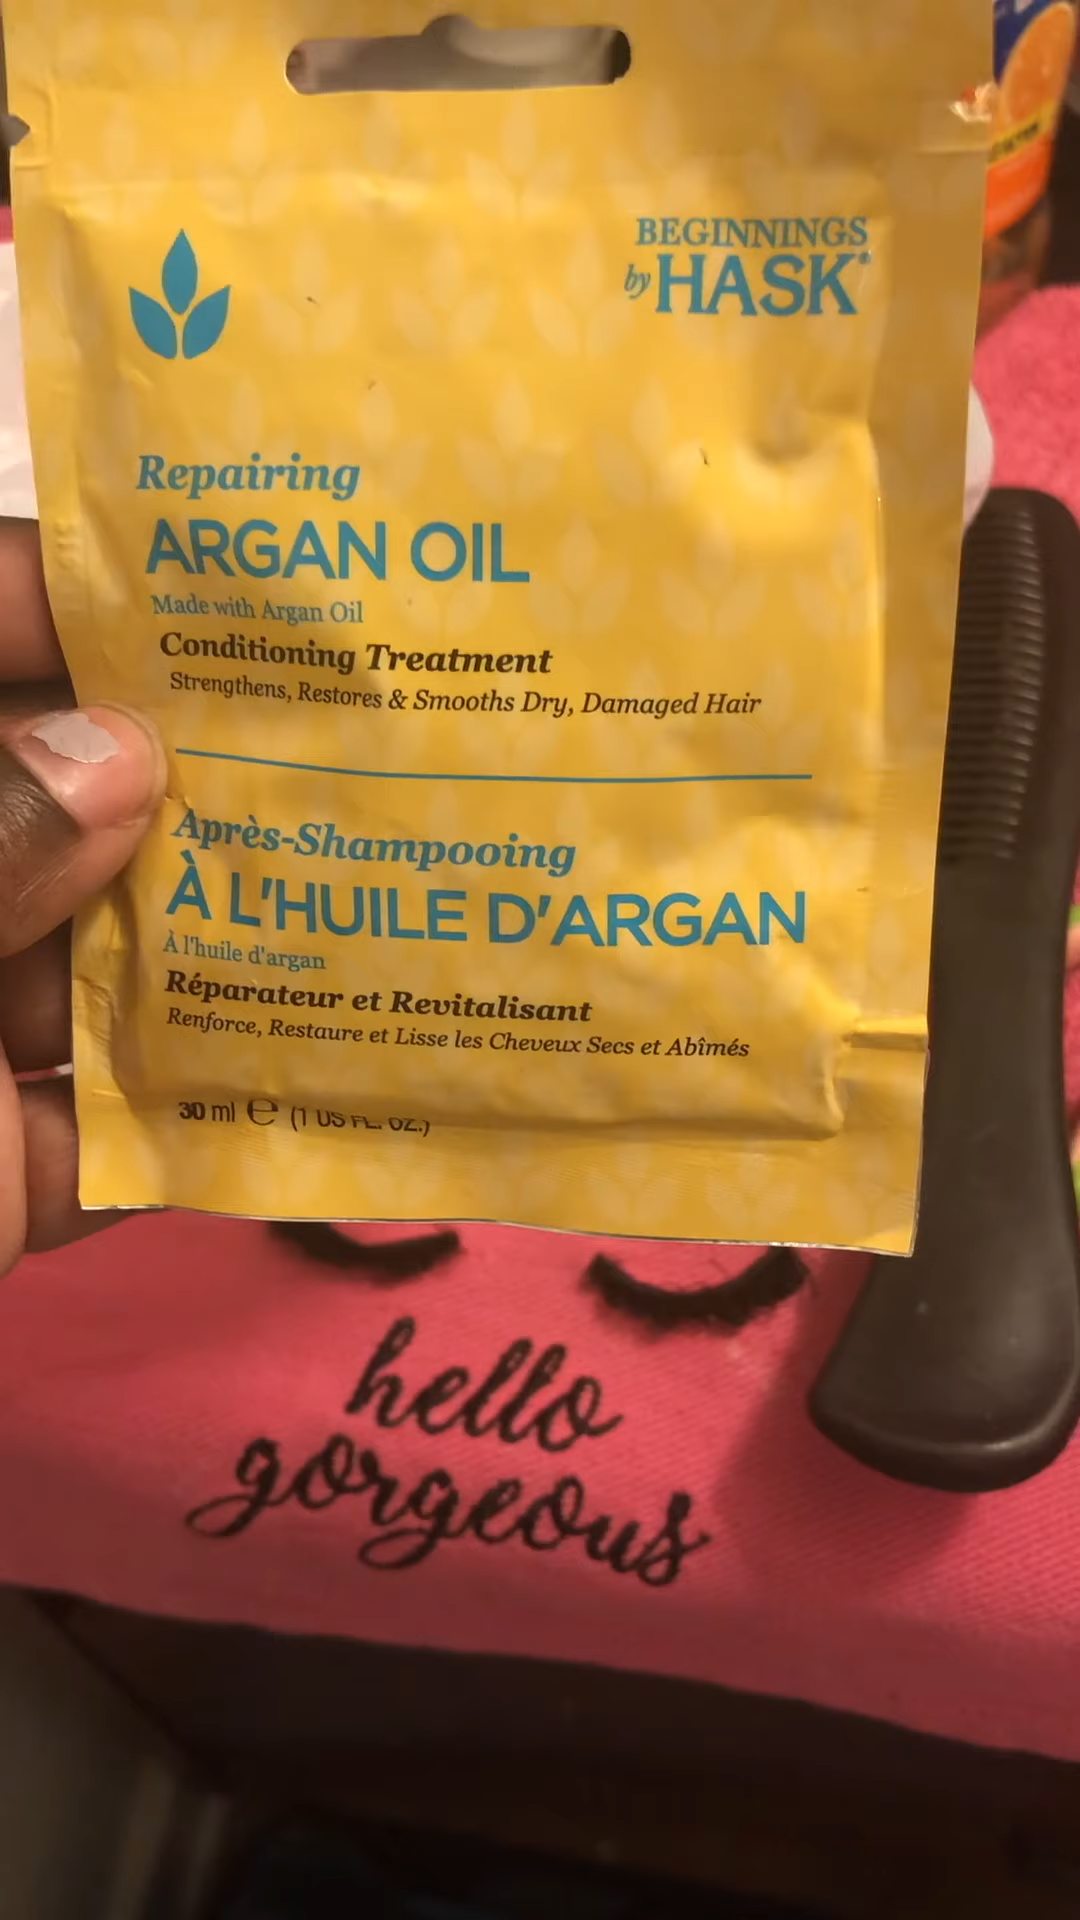 BEGINNINGS
by HASK®
Repairing
ARGAN OIL
Made with Argan Oil
Conditioning Treatment
Strengthens, Restores & Smooths Dry, Damaged Hair
Après-Shampooing
À L'HUILE D'ARGAN
À l'huile d'argan
Réparateur et Revitalisant
Renforce, Restaure et Lisse les Cheveux Secs et Abîmés
30 ml ℮ (1 US FL. OZ.)
hello
gorgeous